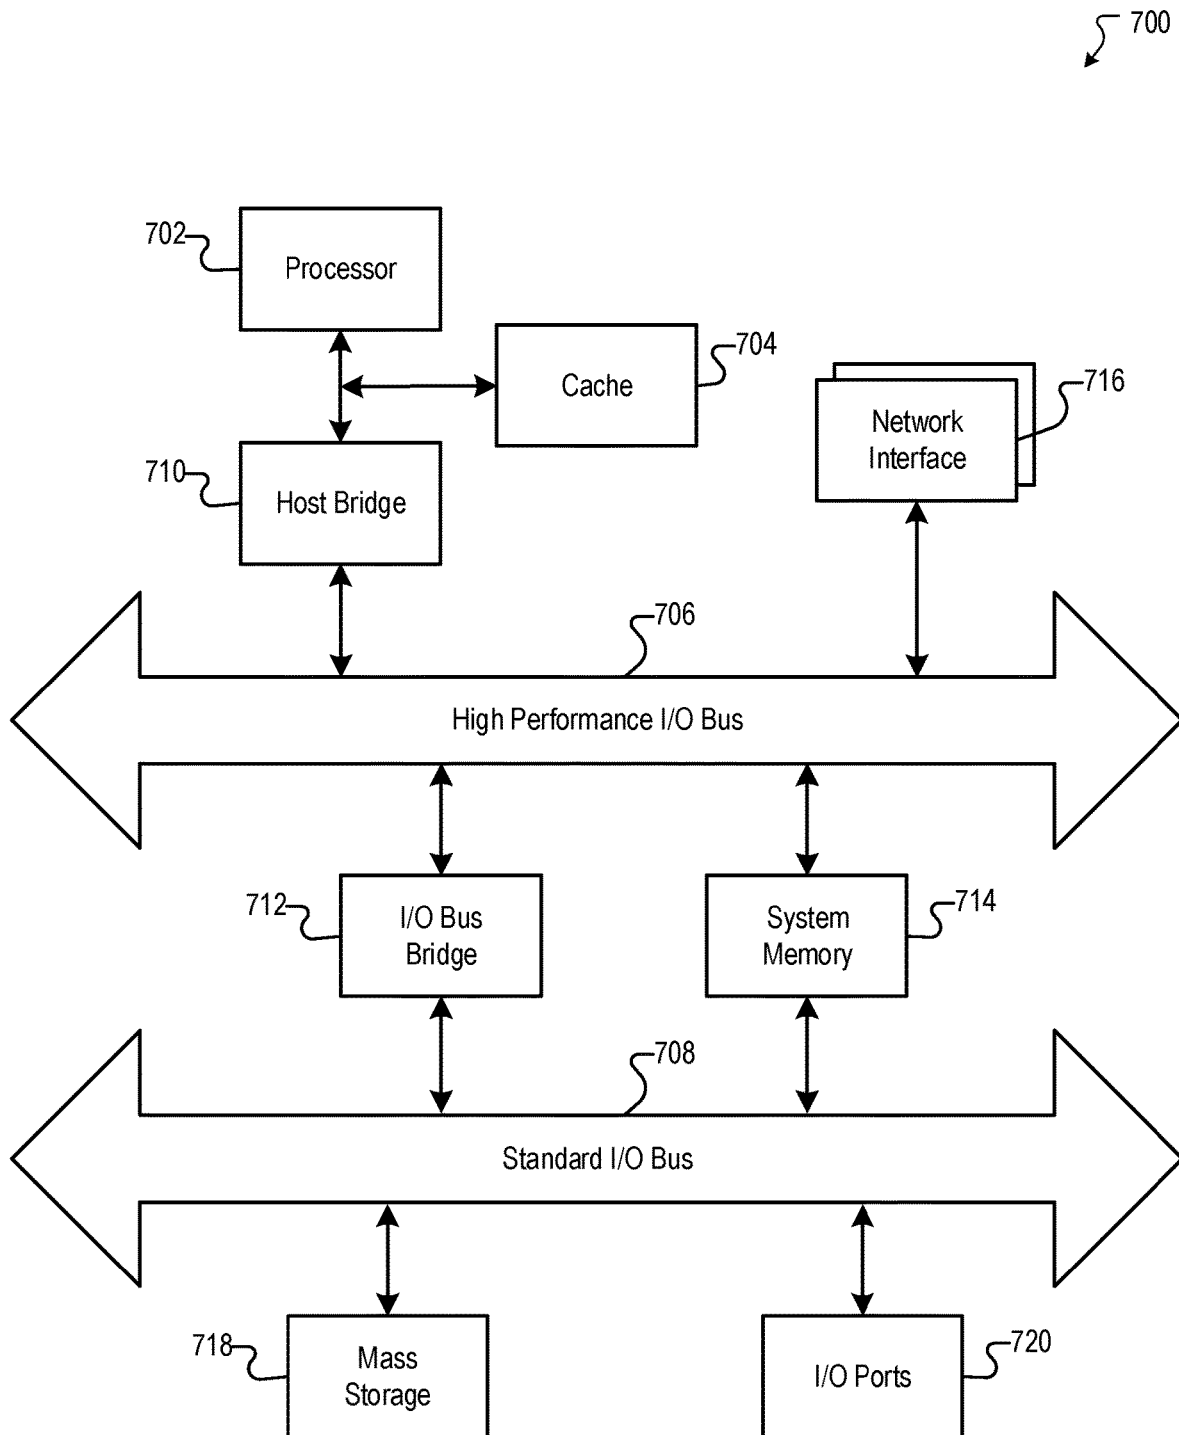 700
702
Processor
704
Cache
716
Network
Interface
710
Host Bridge
706
High Performance I/O Bus
712
I/O Bus
Bridge
System
Memory
714
708
Standard I/O Bus
718
Mass
Storage
I/O Ports
720